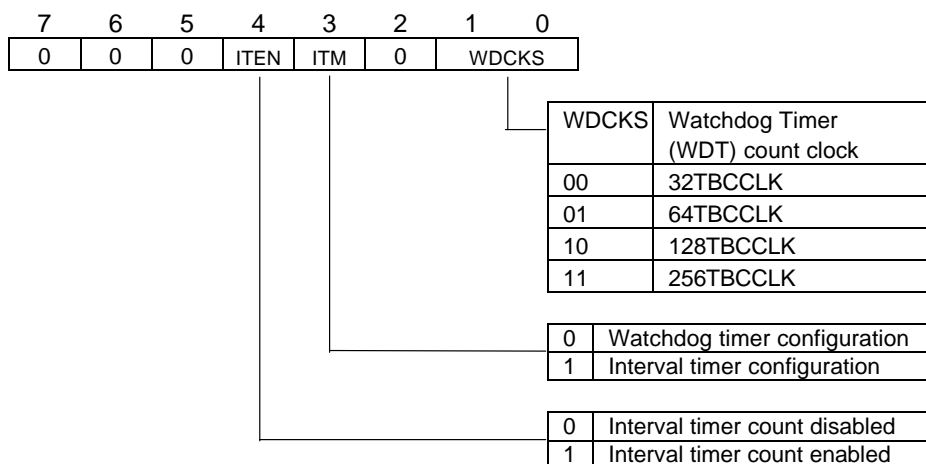 7 6 5 4 3 2 1 0
0 0 0 ITEN ITM 0 WDCKS
WDCKS Watchdog Timer
(WDT) count clock
00 32TBCCLK
01 64TBCCLK
10 128TBCCLK
11 256TBCCLK
0 Watchdog timer configuration
1 Interval timer configuration
0 Interval timer count disabled
1 Interval timer count enabled